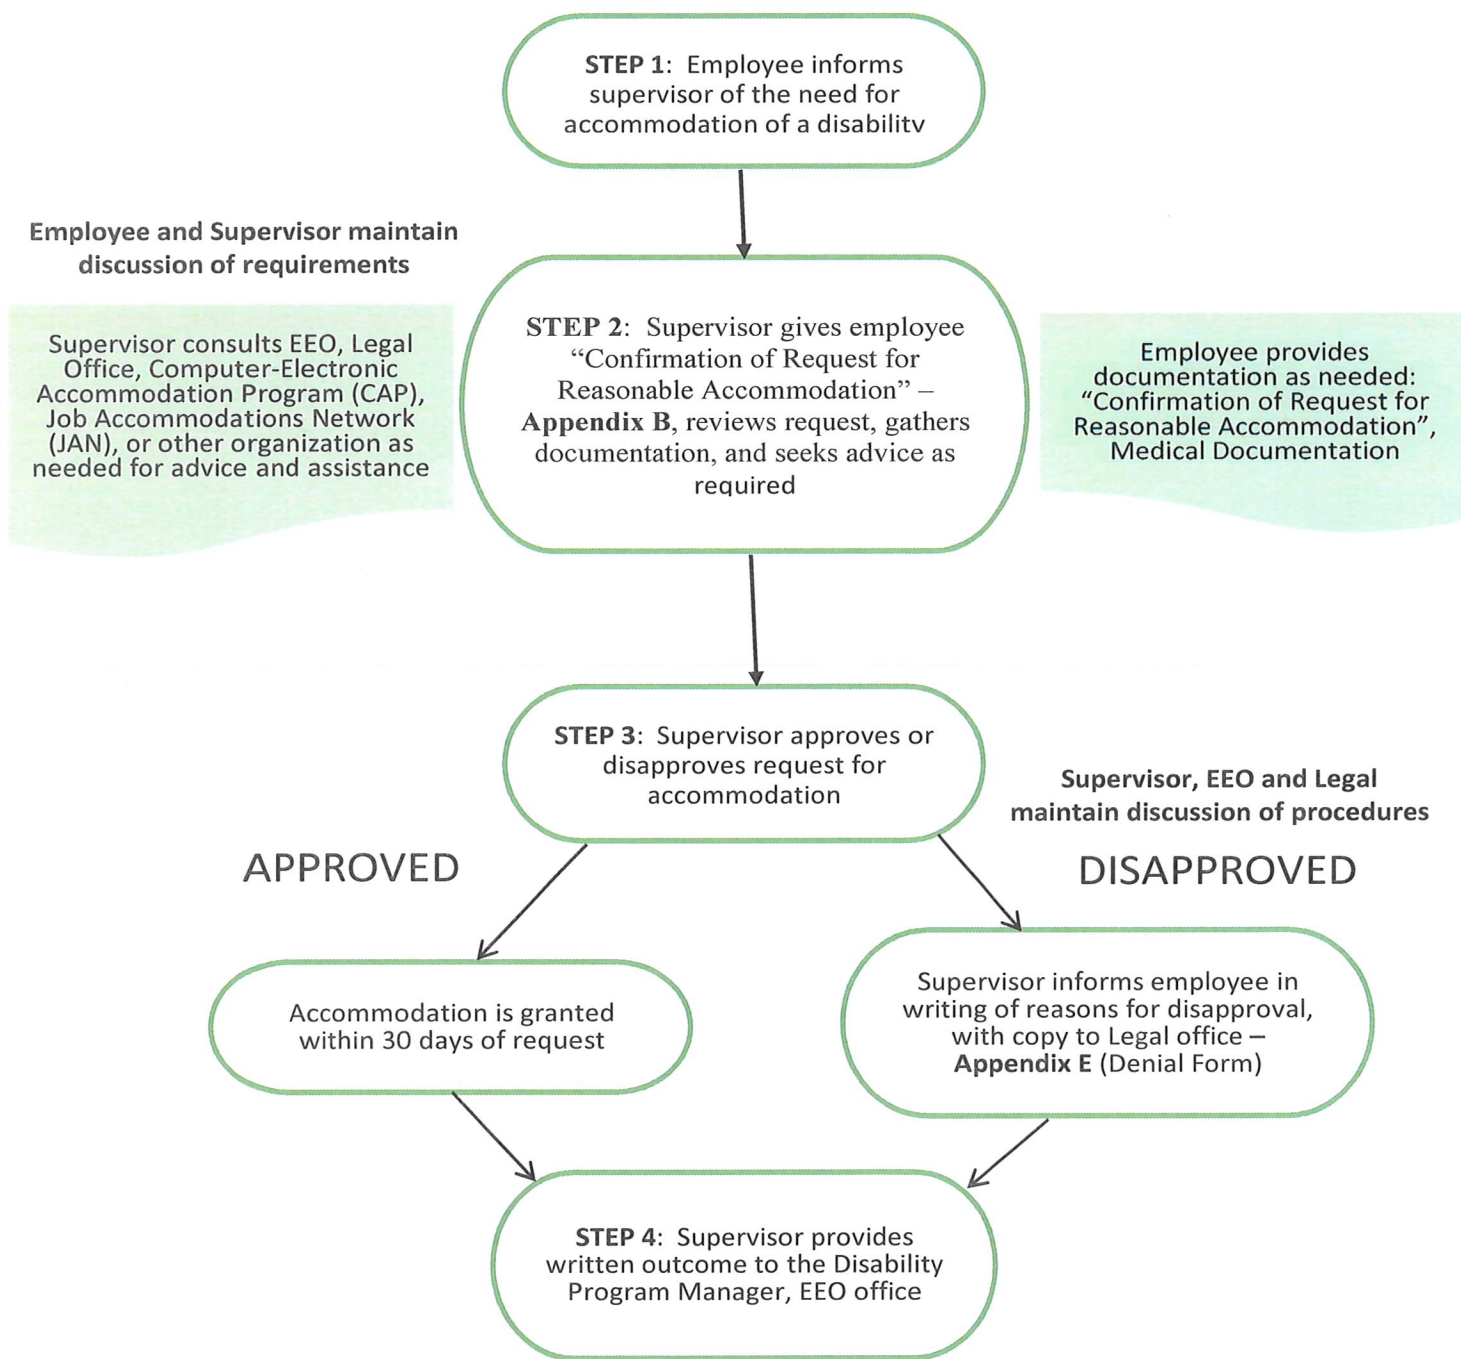 STEP 1: Employee informs
supervisor of the need for
accommodation of a disability
Employee and Supervisor maintain
discussion of requirements
Supervisor consults EEO, Legal
Office, Computer-Electronic
Accommodation Program (CAP),
Job Accommodations Network
(JAN), or other organization as
needed for advice and assistance
STEP 2: Supervisor gives employee
“Confirmation of Request for
Reasonable Accommodation” –
Appendix B, reviews request, gathers
documentation, and seeks advice as
required
Employee provides
documentation as needed:
“Confirmation of Request for
Reasonable Accommodation”,
Medical Documentation
STEP 3: Supervisor approves or
disapproves request for
accommodation
Supervisor, EEO and Legal
maintain discussion of procedures
APPROVED
DISAPPROVED
Accommodation is granted
within 30 days of request
Supervisor informs employee in
writing of reasons for disapproval,
with copy to Legal office –
Appendix E (Denial Form)
STEP 4: Supervisor provides
written outcome to the Disability
Program Manager, EEO office